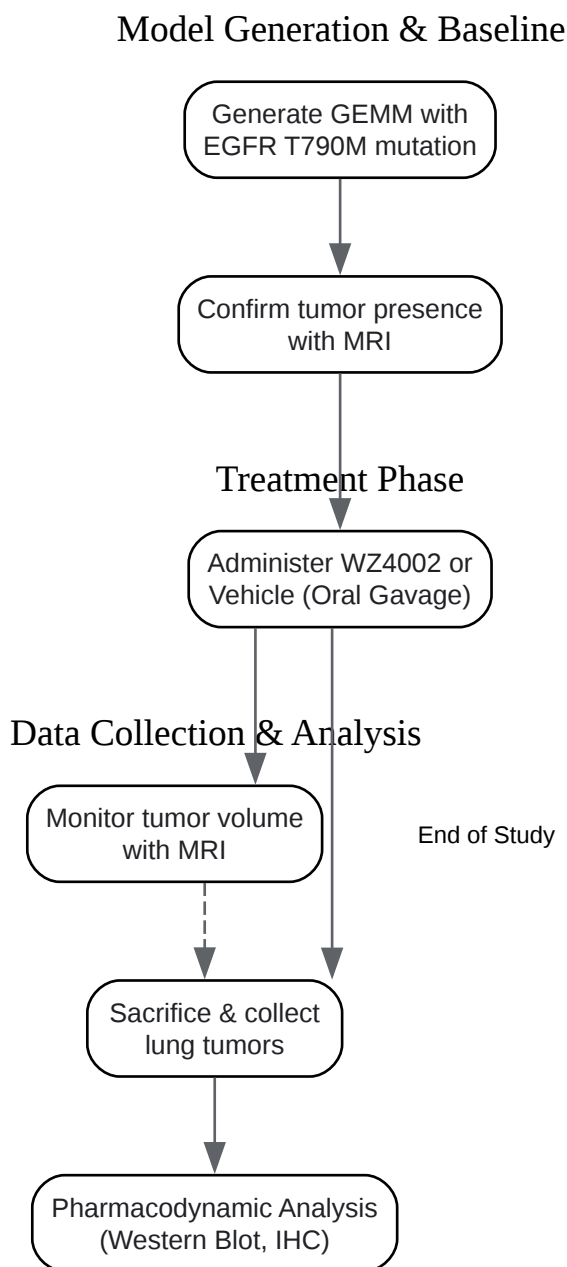 Model Generation & Baseline
Generate GEMM with
EGFR T790M mutation
Confirm tumor presence
with MRI
Treatment Phase
Administer WZ4002 or
Vehicle (Oral Gavage)
Data Collection & Analysis
Monitor tumor volume
with MRI
End of Study
Sacrifice & collect
lung tumors
Pharmacodynamic Analysis
(Western Blot, IHC)